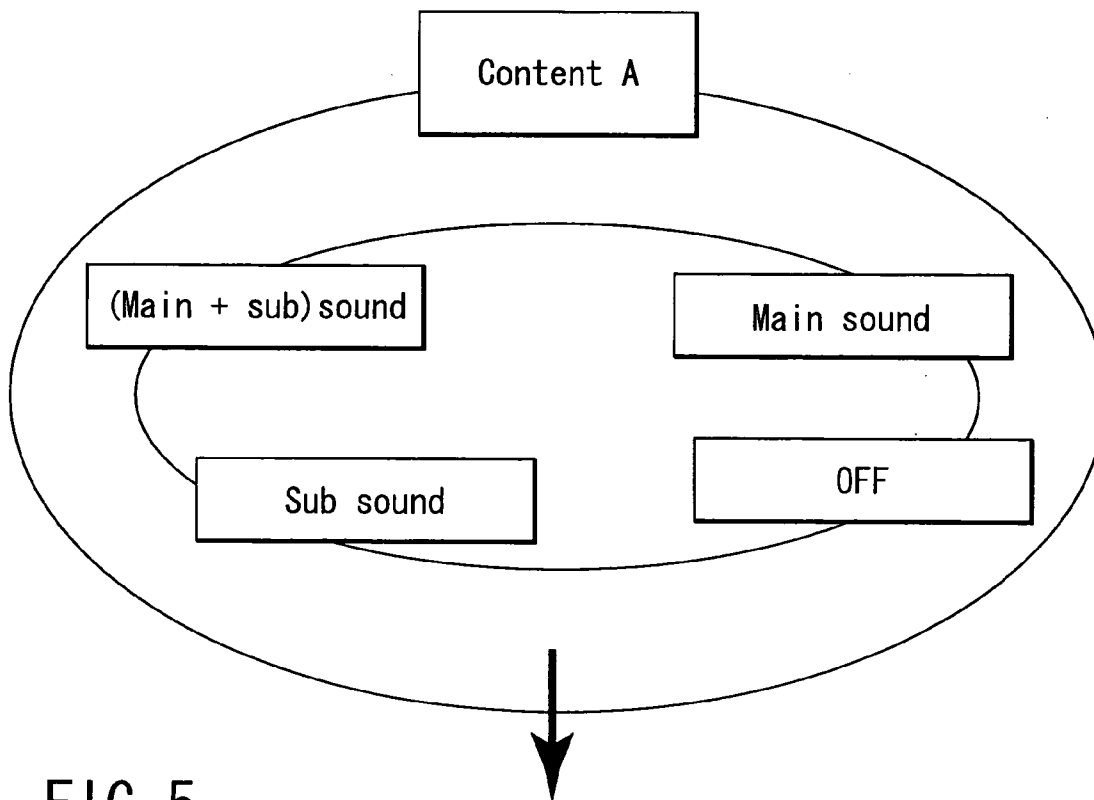 Content A
(Main + sub)sound
Main sound
Sub sound
OFF
FIG. 5